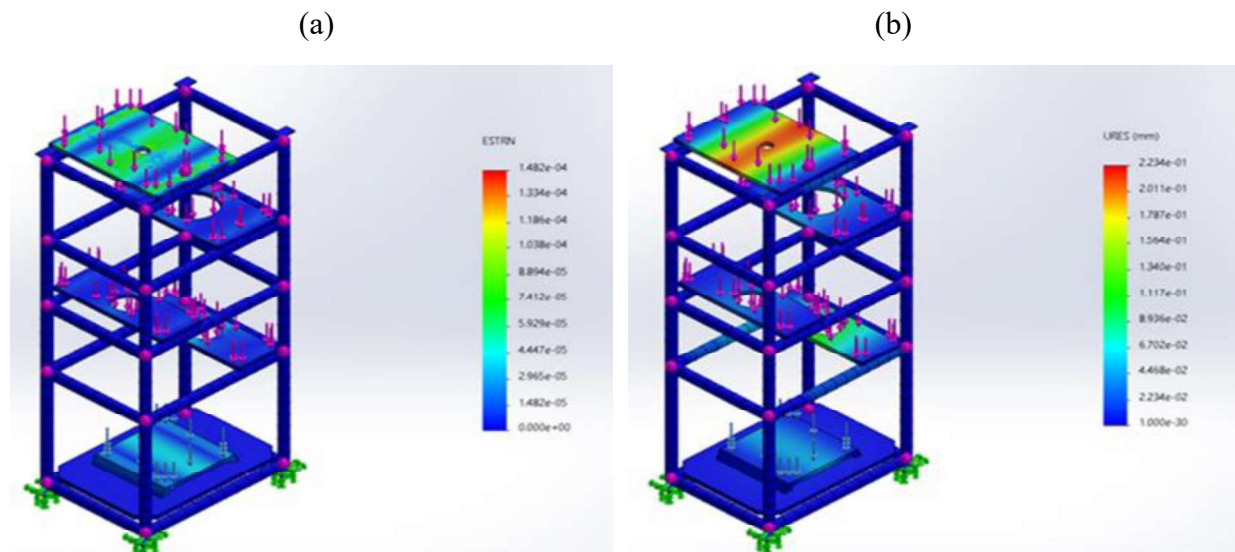 (a)
(b)
ESTRN
1.482e-04
1.334e-04
1.186e-04
1.038e-04
8.894e-05
7.412e-05
5.929e-05
4.447e-05
2.965e-05
1.482e-05
0.000e+00
URES (mm)
2.234e-01
2.011e-01
1.787e-01
1.564e-01
1.340e-01
1.117e-01
8.936e-02
6.702e-02
4.468e-02
2.234e-02
1.000e-30